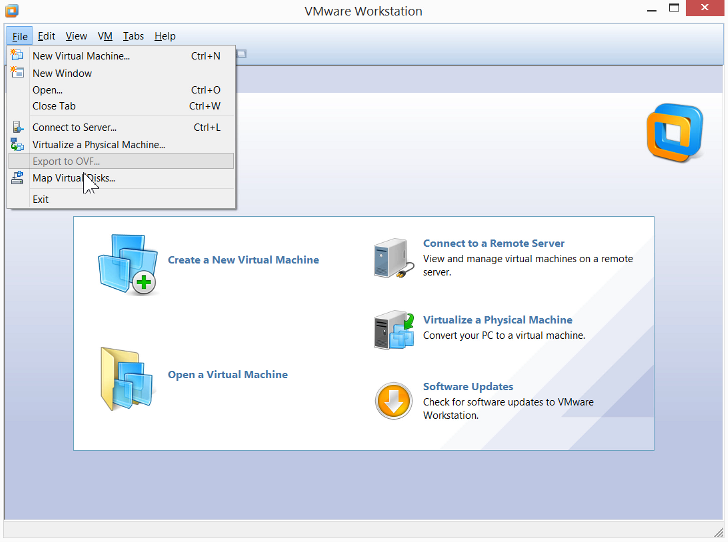 VMware Workstation
File Edit View VM Tabs Help
New Virtual Machine... Ctrl+N
New Window
Open... Ctrl+O
Close Tab Ctrl+W
Connect to Server... Ctrl+L
Virtualize a Physical Machine...
Export to OVF...
Map Virtual Disks...
Exit
Create a New Virtual Machine
Open a Virtual Machine
Connect to a Remote Server
View and manage virtual machines on a remote
server.
Virtualize a Physical Machine
Convert your PC to a virtual machine.
Software Updates
Check for software updates to VMware
Workstation.